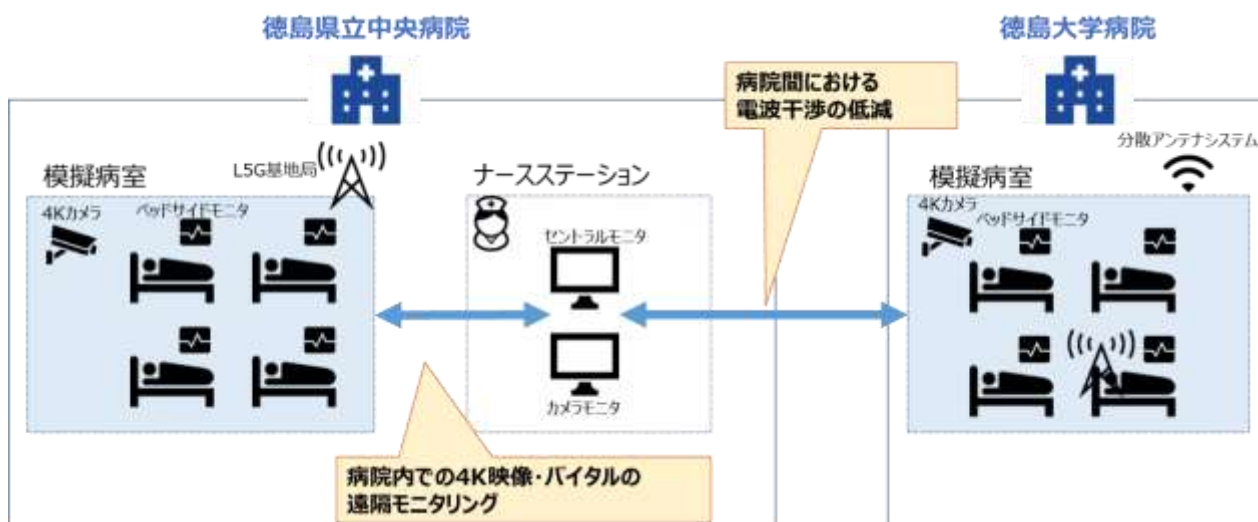 徳島県立中央病院
徳島大学病院
病院間における
電波干渉の低減
分散アンテナシステム
L5G基地局
模擬病室
ナースステーション
模擬病室
4Kカメラ
ベッドサイドモニタ
セントラルモニタ
4Kカメラ
ベッドサイドモニタ
カメラモニタ
病院内での4K映像・バイタルの
遠隔モニタリング